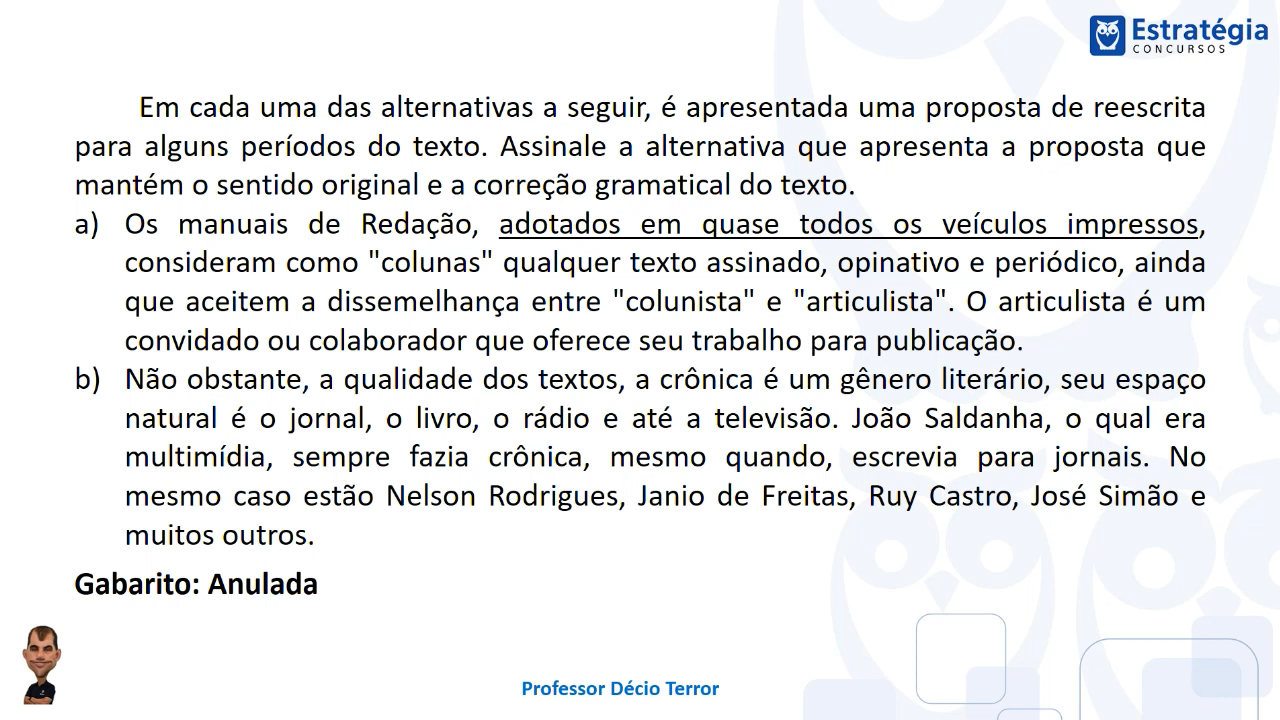 Estratégia
CONCURSOS
Em cada uma das alternativas a seguir, é apresentada uma proposta de reescrita
para alguns períodos do texto. Assinale a alternativa que apresenta a proposta que
mantém o sentido original e a correção gramatical do texto.
a) Os manuais de Redação, adotados em quase todos os veículos impressos,
consideram como "colunas" qualquer texto assinado, opinativo e periódico, ainda
que aceitem a dissemelhança entre "colunista" e "articulista". O articulista é um
convidado ou colaborador que oferece seu trabalho para publicação.
b) Não obstante, a qualidade dos textos, a crônica é um gênero literário, seu espaço
natural é o jornal, o livro, o rádio e até a televisão. João Saldanha, o qual era
multimídia, sempre fazia crônica, mesmo quando, escrevia para jornais. No
mesmo caso estão Nelson Rodrigues, Janio de Freitas, Ruy Castro, José Simão e
muitos outros.
Gabarito: Anulada
Professor Décio Terror